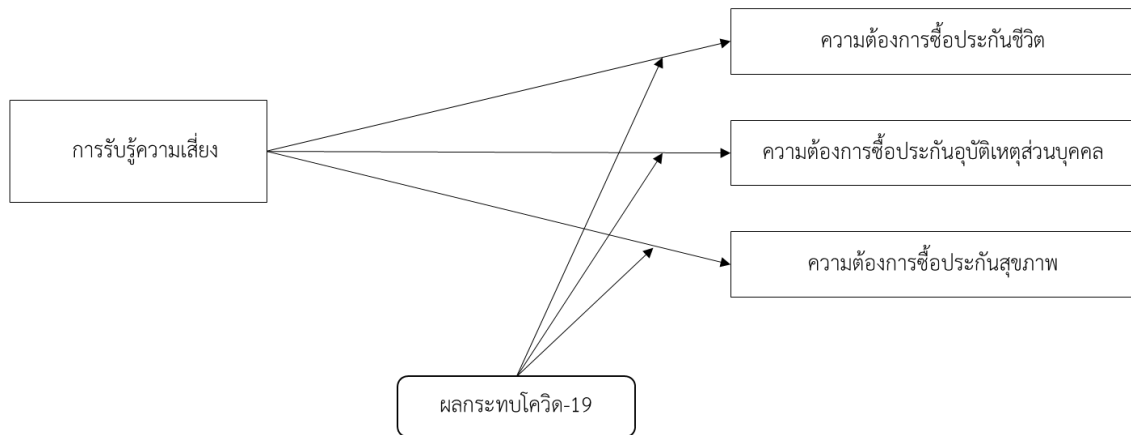 ความต้องการซื้อประกันชีวิต
การรับรู้ความเสี่ยง
ความต้องการซื้อประกันอุบัติเหตุส่วนบุคคล
ความต้องการซื้อประกันสุขภาพ
ผลกระทบโควิด-19